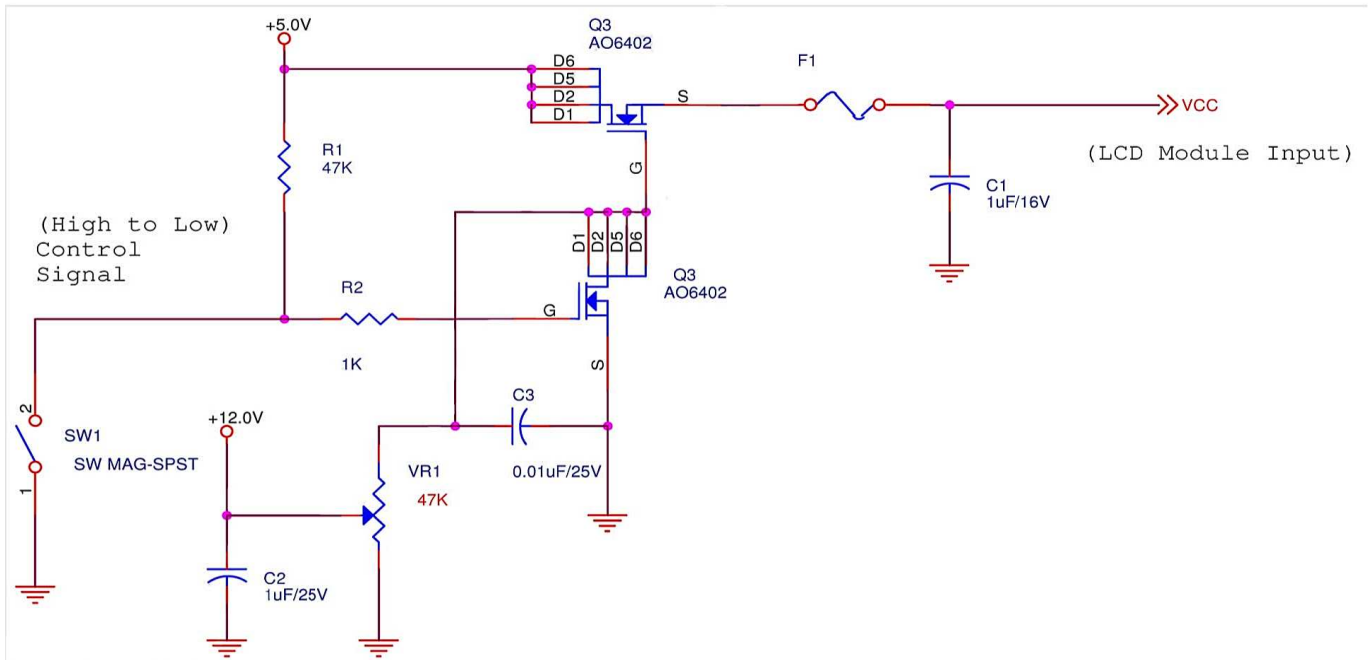 +5.0V
Q3
AO6402
D6
D5
D2
D1
S
G
F1
VCC
(LCD Module Input)
R1
47K
C1
1uF/16V
(High to Low)
Control
Signal
D1
D2
D5
D6
Q3
AO6402
R2
1K
G
S
C3
0.01uF/25V
2
SW1
SW MAG-SPST
1
+12.0V
VR1
47K
C2
1uF/25V